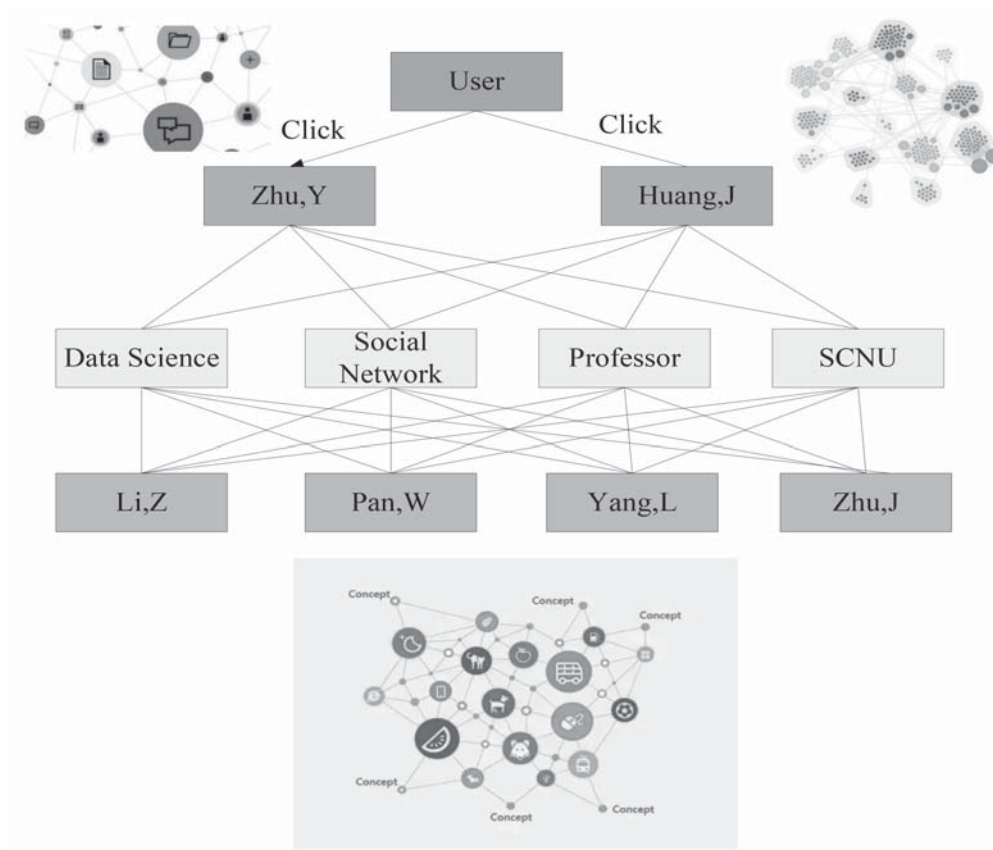 User
Click
Click
Zhu,Y
Huang,J
Data Science
Social
Network
Professor
SCNU
Li,Z
Pan,W
Yang,L
Zhu,J
Concept
Concept
Concept
Concept
Concept
Concept